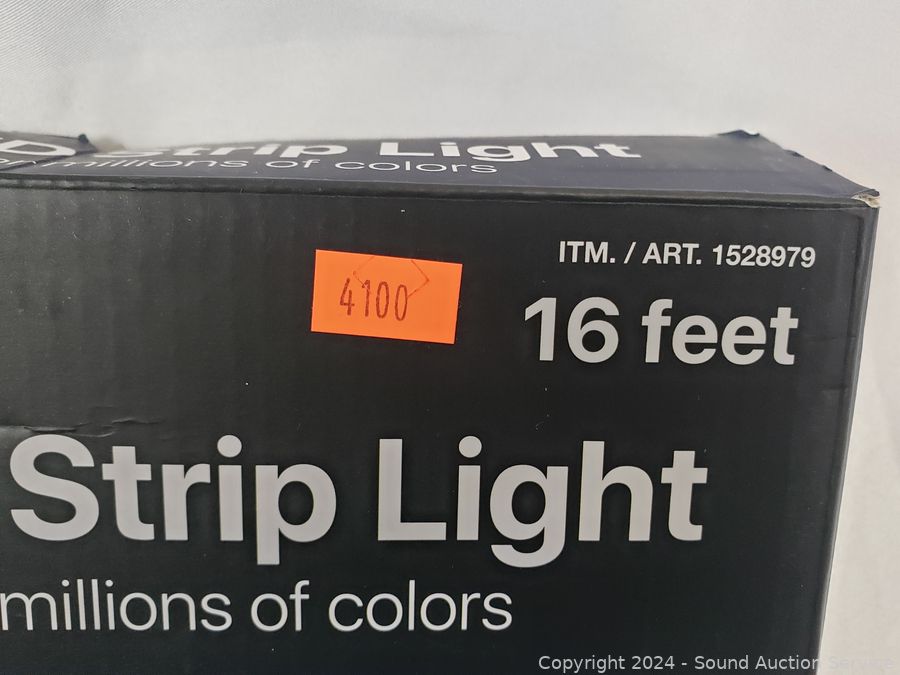 Strip Light
millions of colors
ITM. / ART. 1528979
4100
16 feet
Strip Light
millions of colors
Copyright 2024 - Sound Auction Service